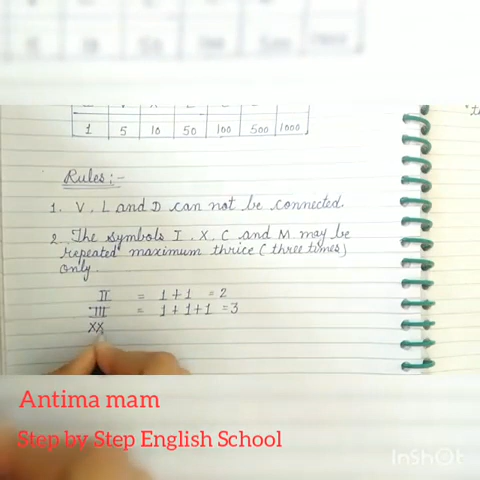 1 5 10 50 100 500 1000
Rules :-
1. V, L and D can not be connected.
2. The symbols I, X, C and M may be
repeated maximum thrice (three times)
only.
II = 1 + 1 = 2
III = 1 + 1 + 1 = 3
XX
Antima mam
Step by Step English School
InShOt